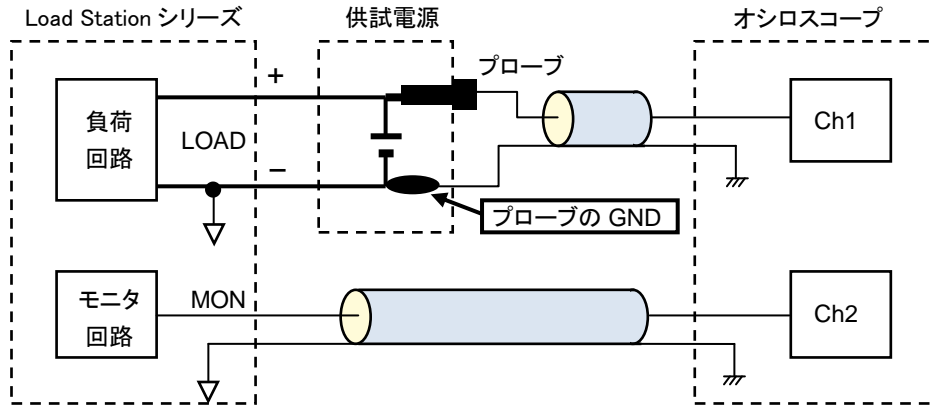 Load Station シリーズ
供試電源
オシロスコープ
+
プローブ
負荷
回路
LOAD
Ch1
−
プローブの GND
モニタ
回路
MON
Ch2